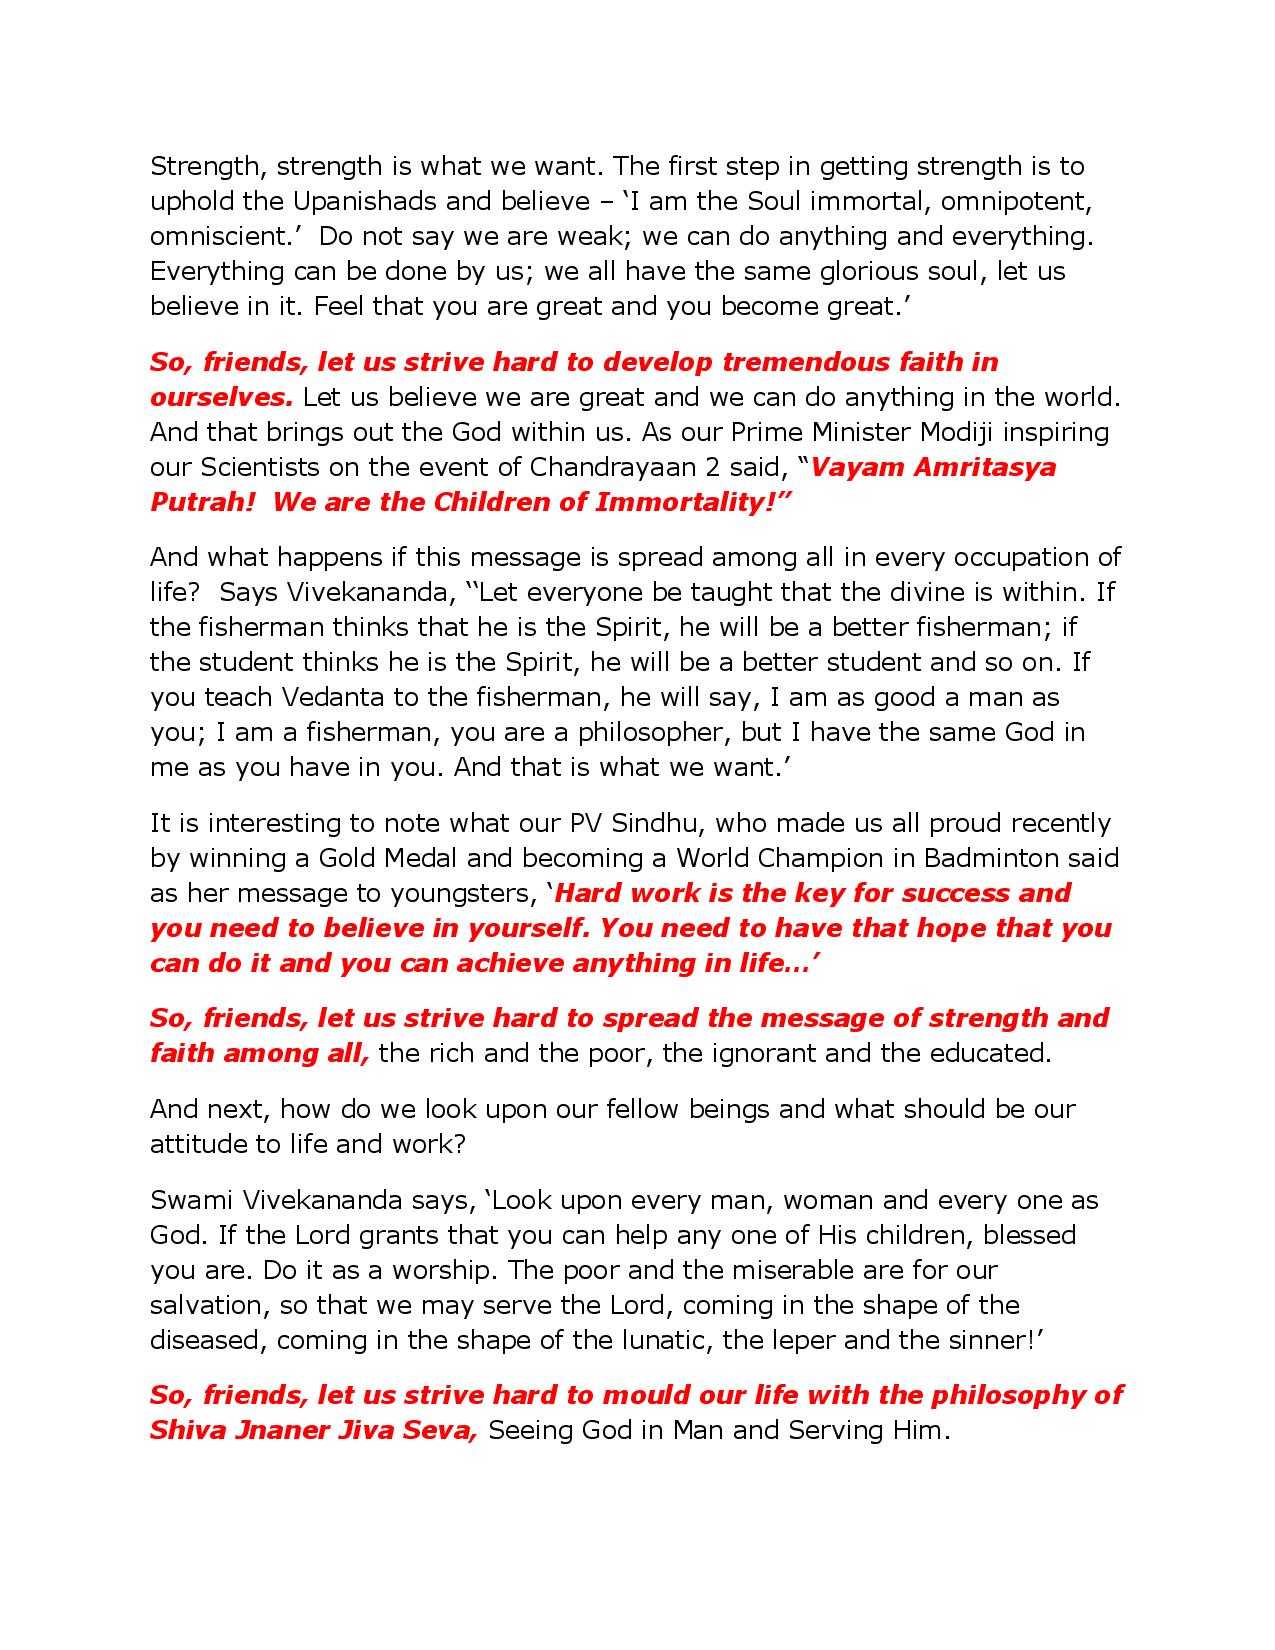 Strength, strength is what we want. The first step in getting strength is to
uphold the Upanishads and believe – ‘I am the Soul immortal, omnipotent,
omniscient.’  Do not say we are weak; we can do anything and everything.
Everything can be done by us; we all have the same glorious soul, let us
believe in it. Feel that you are great and you become great.’
So, friends, let us strive hard to develop tremendous faith in
ourselves. Let us believe we are great and we can do anything in the world.
And that brings out the God within us. As our Prime Minister Modiji inspiring
our Scientists on the event of Chandrayaan 2 said, “Vayam Amritasya
Putrah!  We are the Children of Immortality!”
And what happens if this message is spread among all in every occupation of
life?  Says Vivekananda, ‘‘Let everyone be taught that the divine is within. If
the fisherman thinks that he is the Spirit, he will be a better fisherman; if
the student thinks he is the Spirit, he will be a better student and so on. If
you teach Vedanta to the fisherman, he will say, I am as good a man as
you; I am a fisherman, you are a philosopher, but I have the same God in
me as you have in you. And that is what we want.’
It is interesting to note what our PV Sindhu, who made us all proud recently
by winning a Gold Medal and becoming a World Champion in Badminton said
as her message to youngsters, ‘Hard work is the key for success and
you need to believe in yourself. You need to have that hope that you
can do it and you can achieve anything in life…’
So, friends, let us strive hard to spread the message of strength and
faith among all, the rich and the poor, the ignorant and the educated.
And next, how do we look upon our fellow beings and what should be our
attitude to life and work?
Swami Vivekananda says, ‘Look upon every man, woman and every one as
God. If the Lord grants that you can help any one of His children, blessed
you are. Do it as a worship. The poor and the miserable are for our
salvation, so that we may serve the Lord, coming in the shape of the
diseased, coming in the shape of the lunatic, the leper and the sinner!’
So, friends, let us strive hard to mould our life with the philosophy of
Shiva Jnaner Jiva Seva, Seeing God in Man and Serving Him.